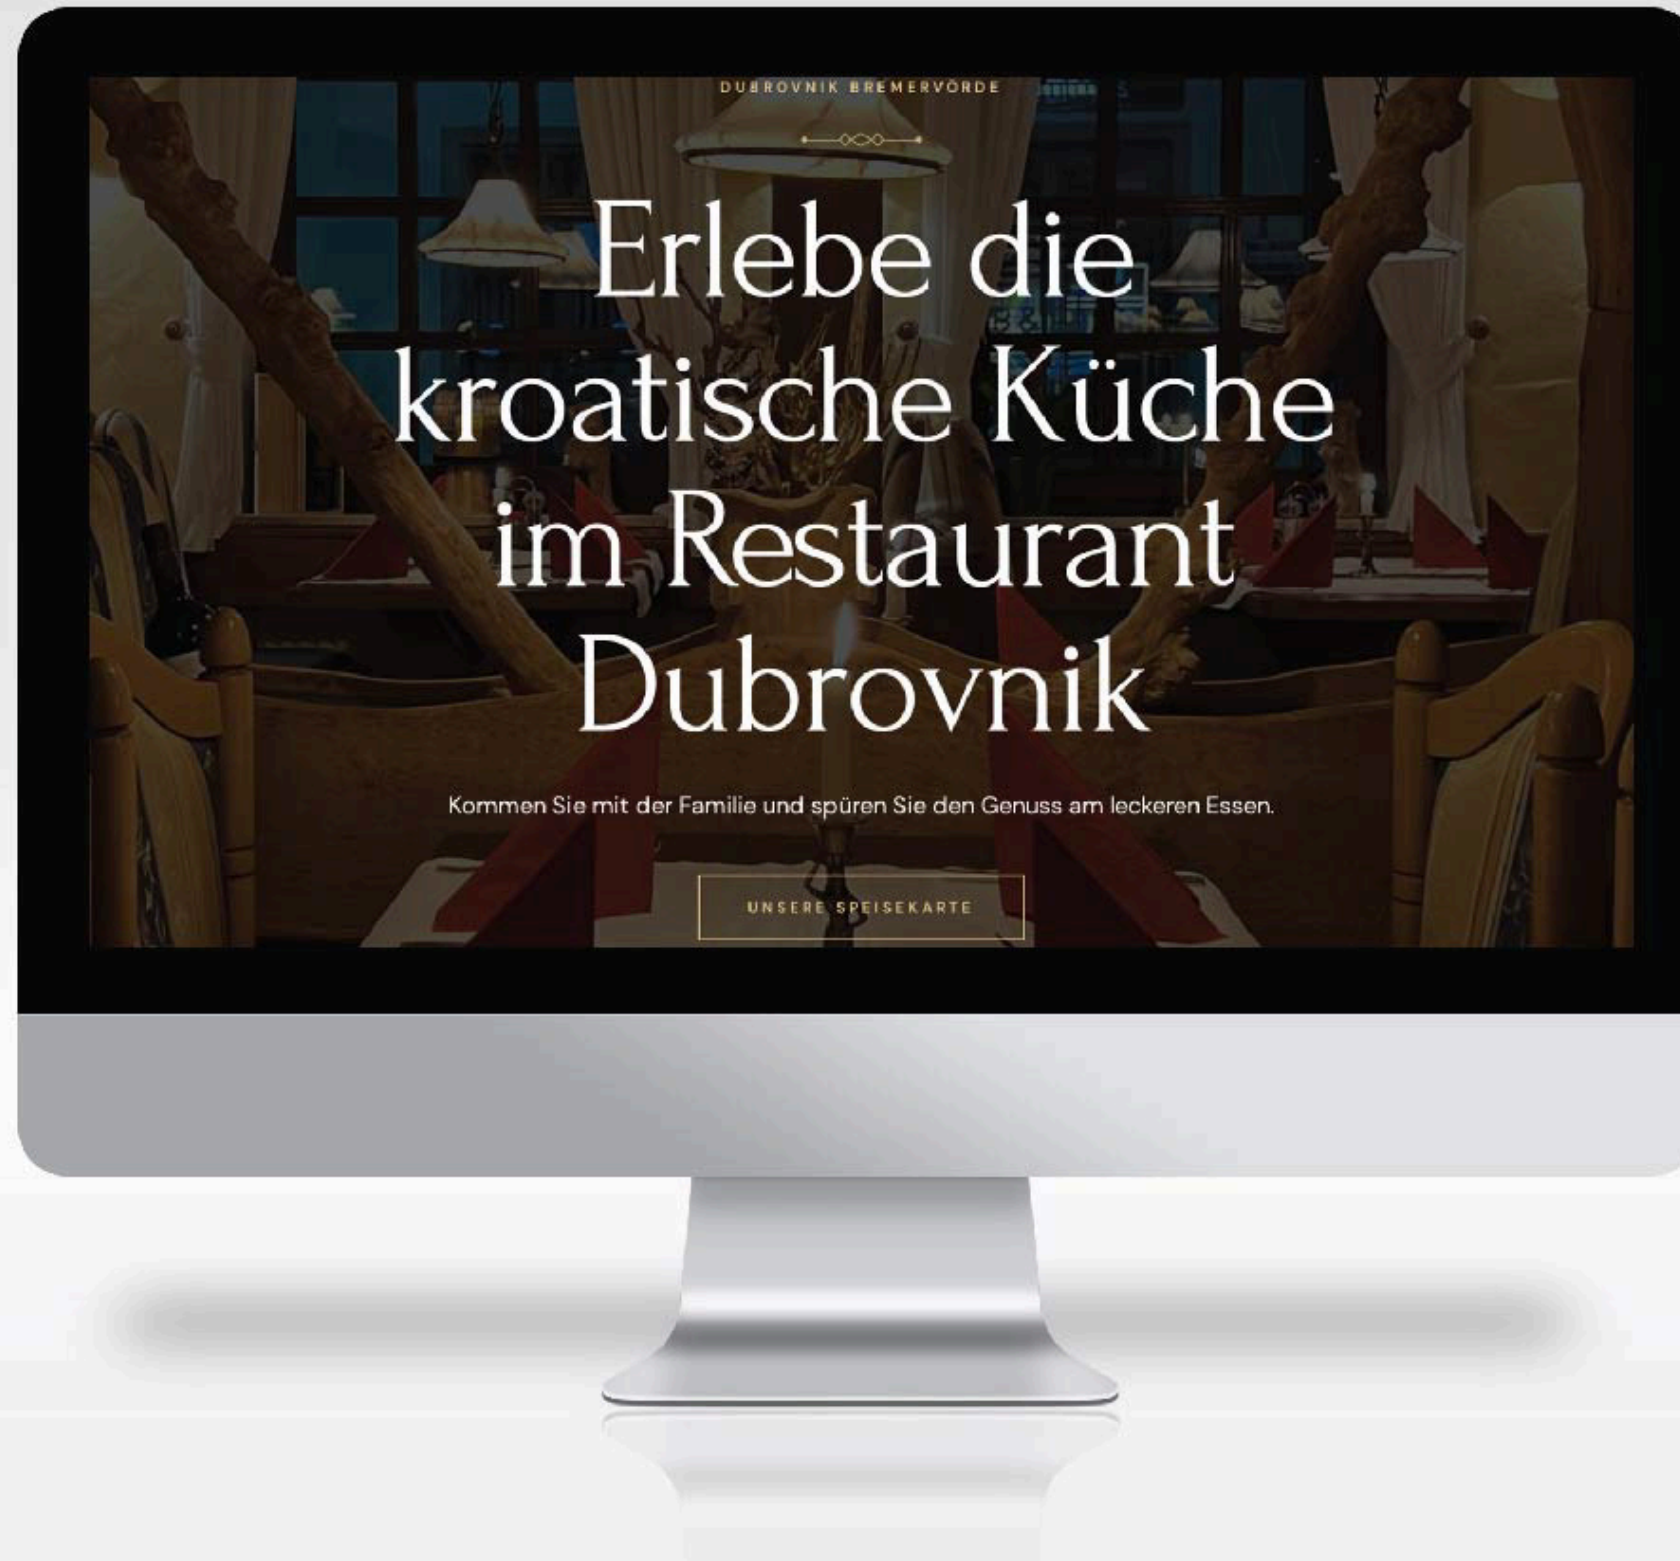 DUBROVNIK BREMERVÖRDE
Erlebe die
kroatische Küche
im Restaurant
Dubrovnik
Kommen Sie mit der Familie und spüren Sie den Genuss am leckeren Essen.
UNSERE SPEISEKARTE